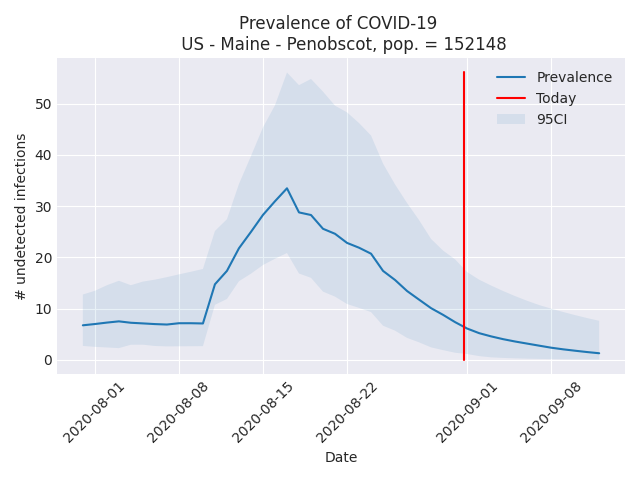 Prevalence of COVID-19
US - Maine - Penobscot, pop. = 152148
Prevalence
Today
95CI
# undetected infections
50
40
30
20
10
0
2020-08-01
2020-08-08
2020-08-15
2020-08-22
2020-09-01
2020-09-08
Date